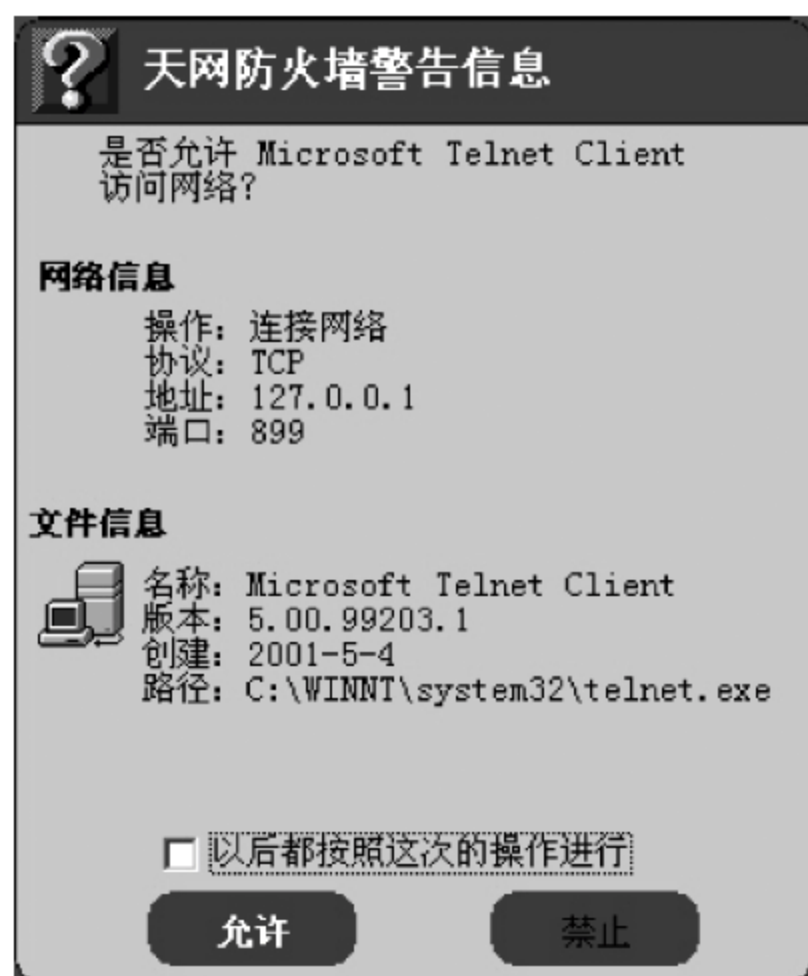 天网防火墙警告信息
是否允许 Microsoft Telnet Client
访问网络?
网络信息
操作: 连接网络
协议: TCP
地址: 127.0.0.1
端口: 899
文件信息
名称: Microsoft Telnet Client
版本: 5.00.99203.1
创建: 2001-5-4
路径: C:\WINNT\system32\telnet.exe
以后都按照这次的操作进行
允许
禁止